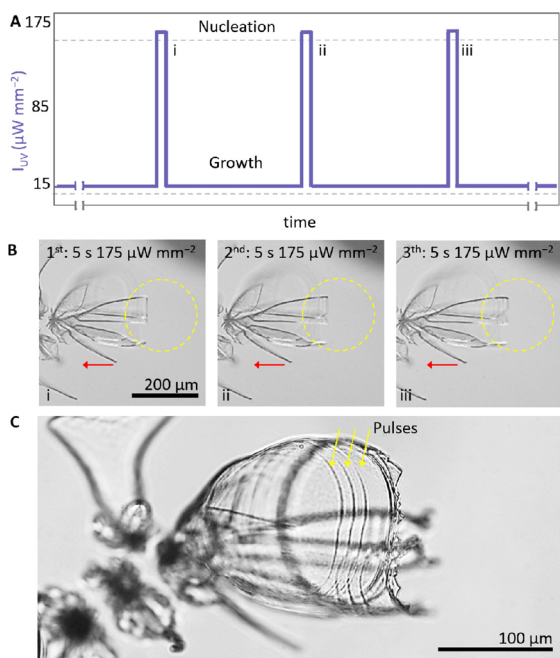 A
175
Nucleation
i
ii
iii
85
I_UV (μW mm⁻²)
Growth
15
time
B
1st: 5 s 175 μW mm⁻²
2nd: 5 s 175 μW mm⁻²
3th: 5 s 175 μW mm⁻²
200 μm
i
ii
iii
C
Pulses
100 μm